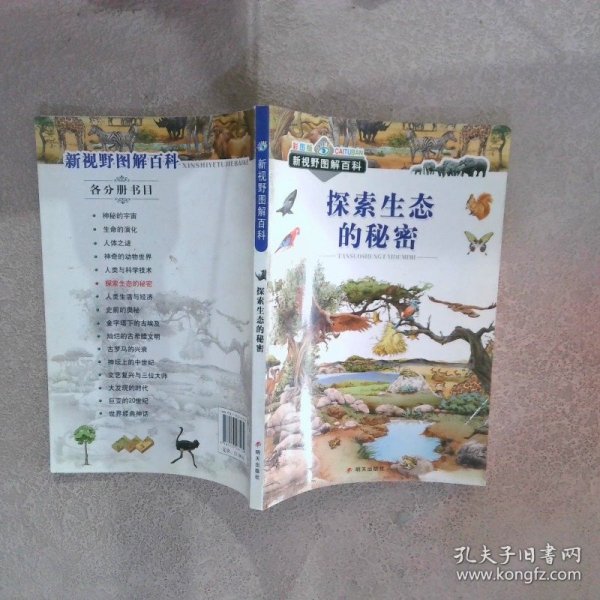 新视野图解百科
XINSHIYETUJIEBAIKE
各分册书目
神秘的宇宙
生命的演化
人体之谜
神奇的动物世界
人类与科学技术
探索生态的秘密
人类生活与经济
史前的奥秘
金字塔下的古埃及
灿烂的古希腊文明
古罗马的兴衰
神坛上的中世纪
文艺复兴与三位大师
大发现的时代
巨变的20世纪
世界经典神话
新视野图解百科
探索生态的秘密
彩图版
CAITUBAN
新视野图解百科
探索生态
的秘密
TANSUOSHENGTAIDEMIMI
明天出版社
孔夫子旧书网
www.kongfz.com